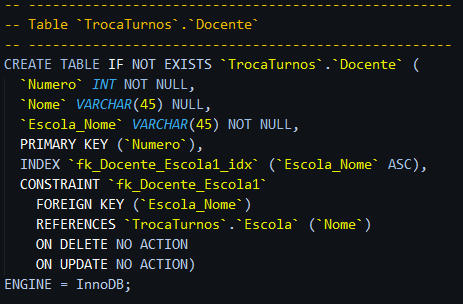 -- -----------------------------------------------------
-- Table `TrocaTurnos`.`Docente`
-- -----------------------------------------------------
CREATE TABLE IF NOT EXISTS `TrocaTurnos`.`Docente` (
  `Numero` INT NOT NULL,
  `Nome` VARCHAR(45) NULL,
  `Escola_Nome` VARCHAR(45) NOT NULL,
  PRIMARY KEY (`Numero`),
  INDEX `fk_Docente_Escola1_idx` (`Escola_Nome` ASC),
  CONSTRAINT `fk_Docente_Escola1`
    FOREIGN KEY (`Escola_Nome`)
    REFERENCES `TrocaTurnos`.`Escola` (`Nome`)
    ON DELETE NO ACTION
    ON UPDATE NO ACTION)
ENGINE = InnoDB;